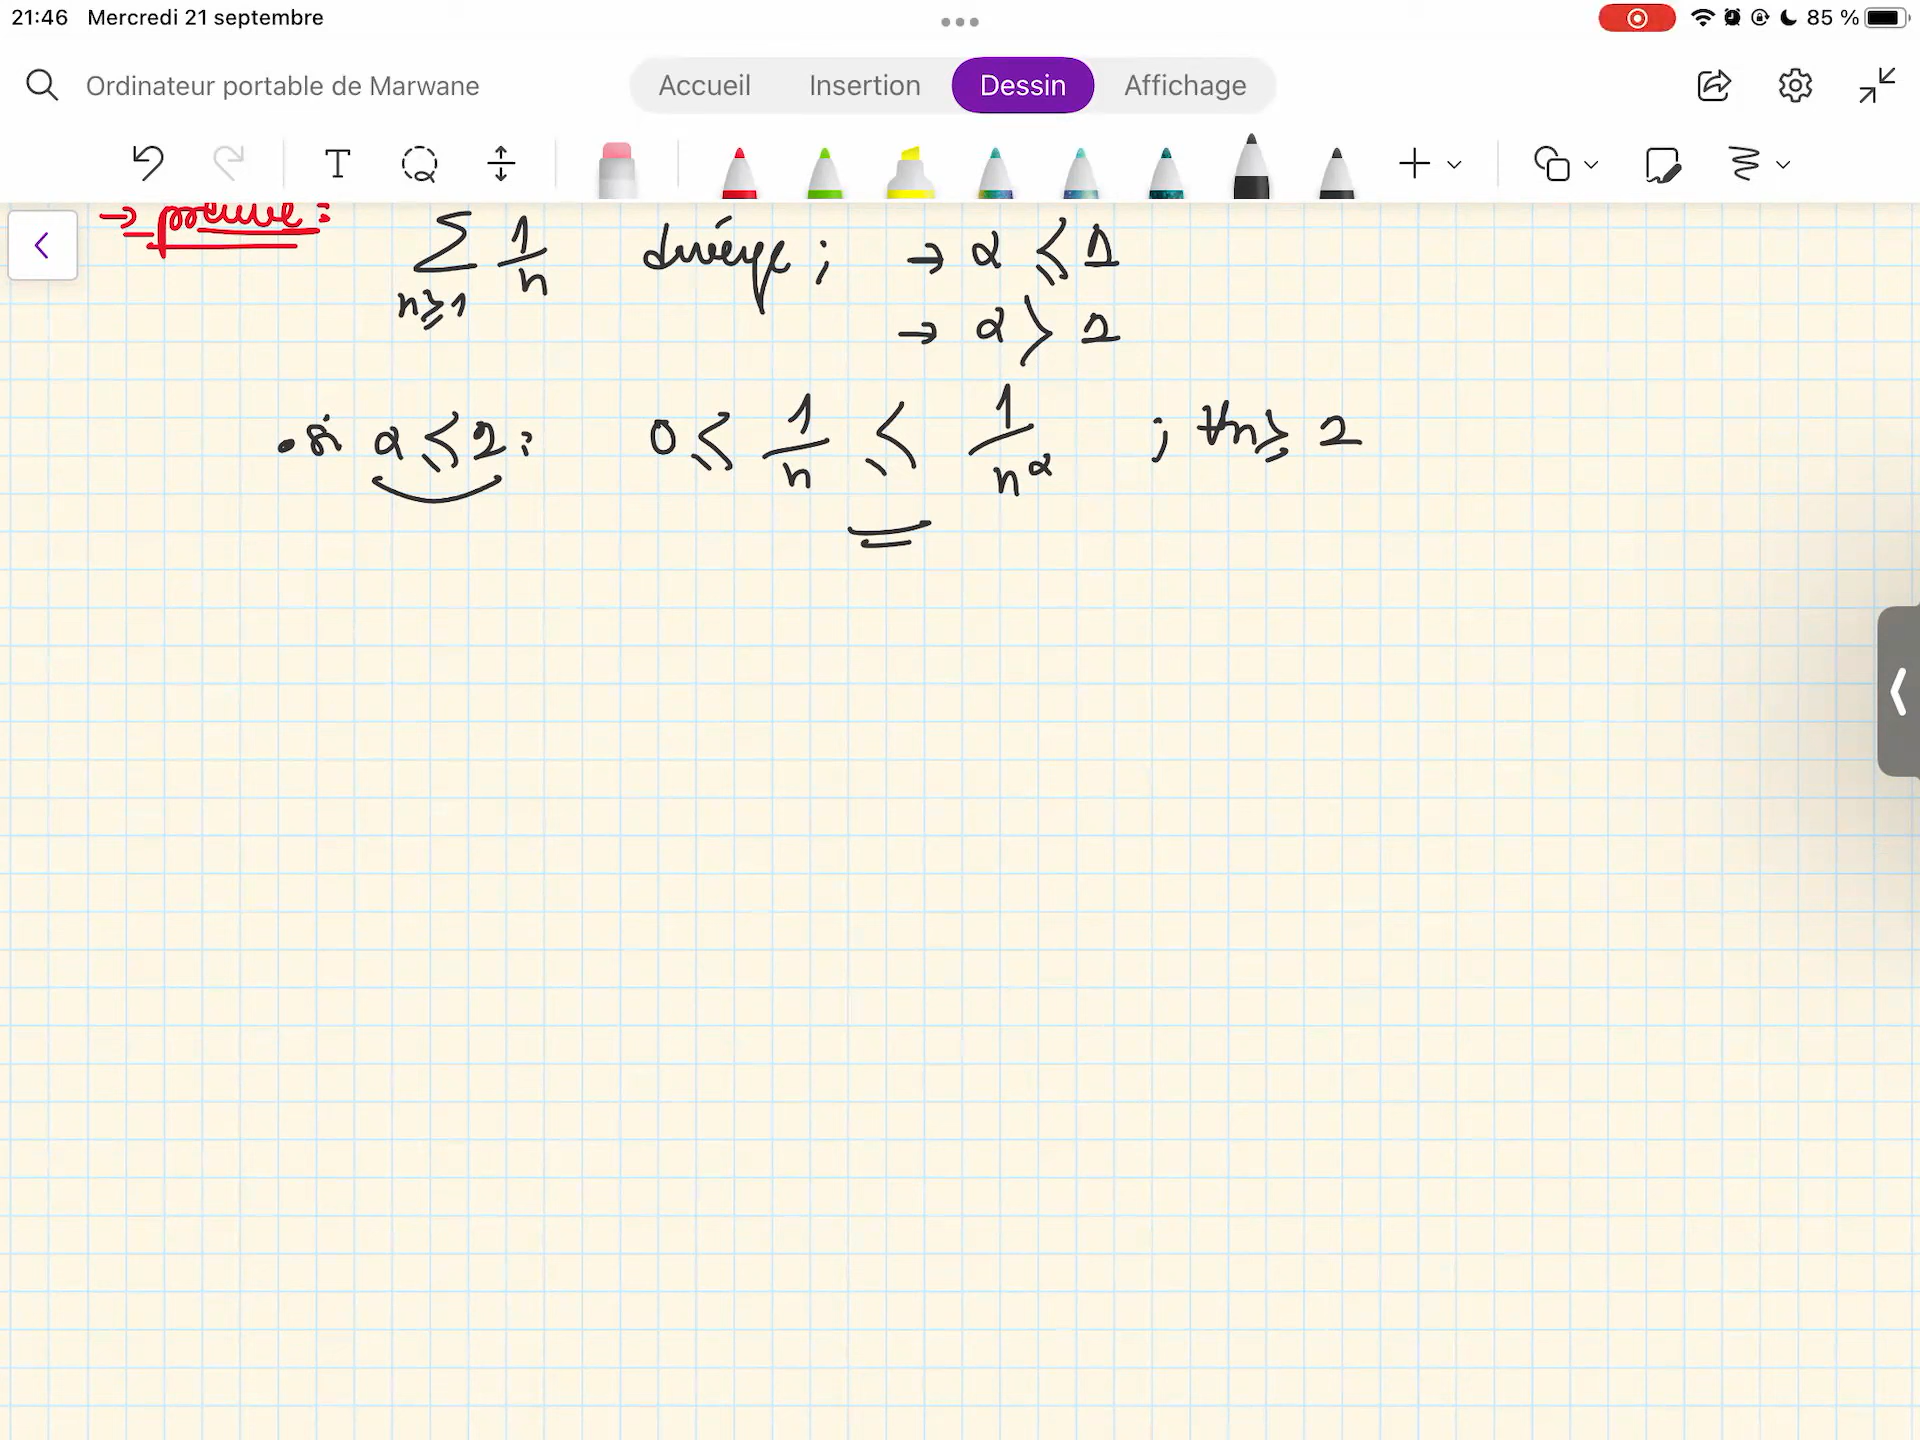 21:46 Mercredi 21 septembre 85 %
Ordinateur portable de Marwane Accueil Insertion Dessin Affichage
T
→ preuve :
∑ 1/n diverge ; → α ⩽ 1
n⩾1
→ α > 1
• si α ⩽ 1 : 0 ⩽ 1/n ⩽ 1/n^α ; ∀n ⩾ 2